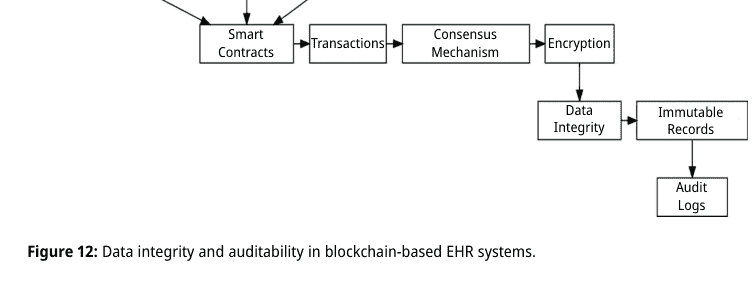 Smart
Contracts
Transactions
Consensus
Mechanism
Encryption
Data
Integrity
Immutable
Records
Audit
Logs
Figure 12: Data integrity and auditability in blockchain-based EHR systems.